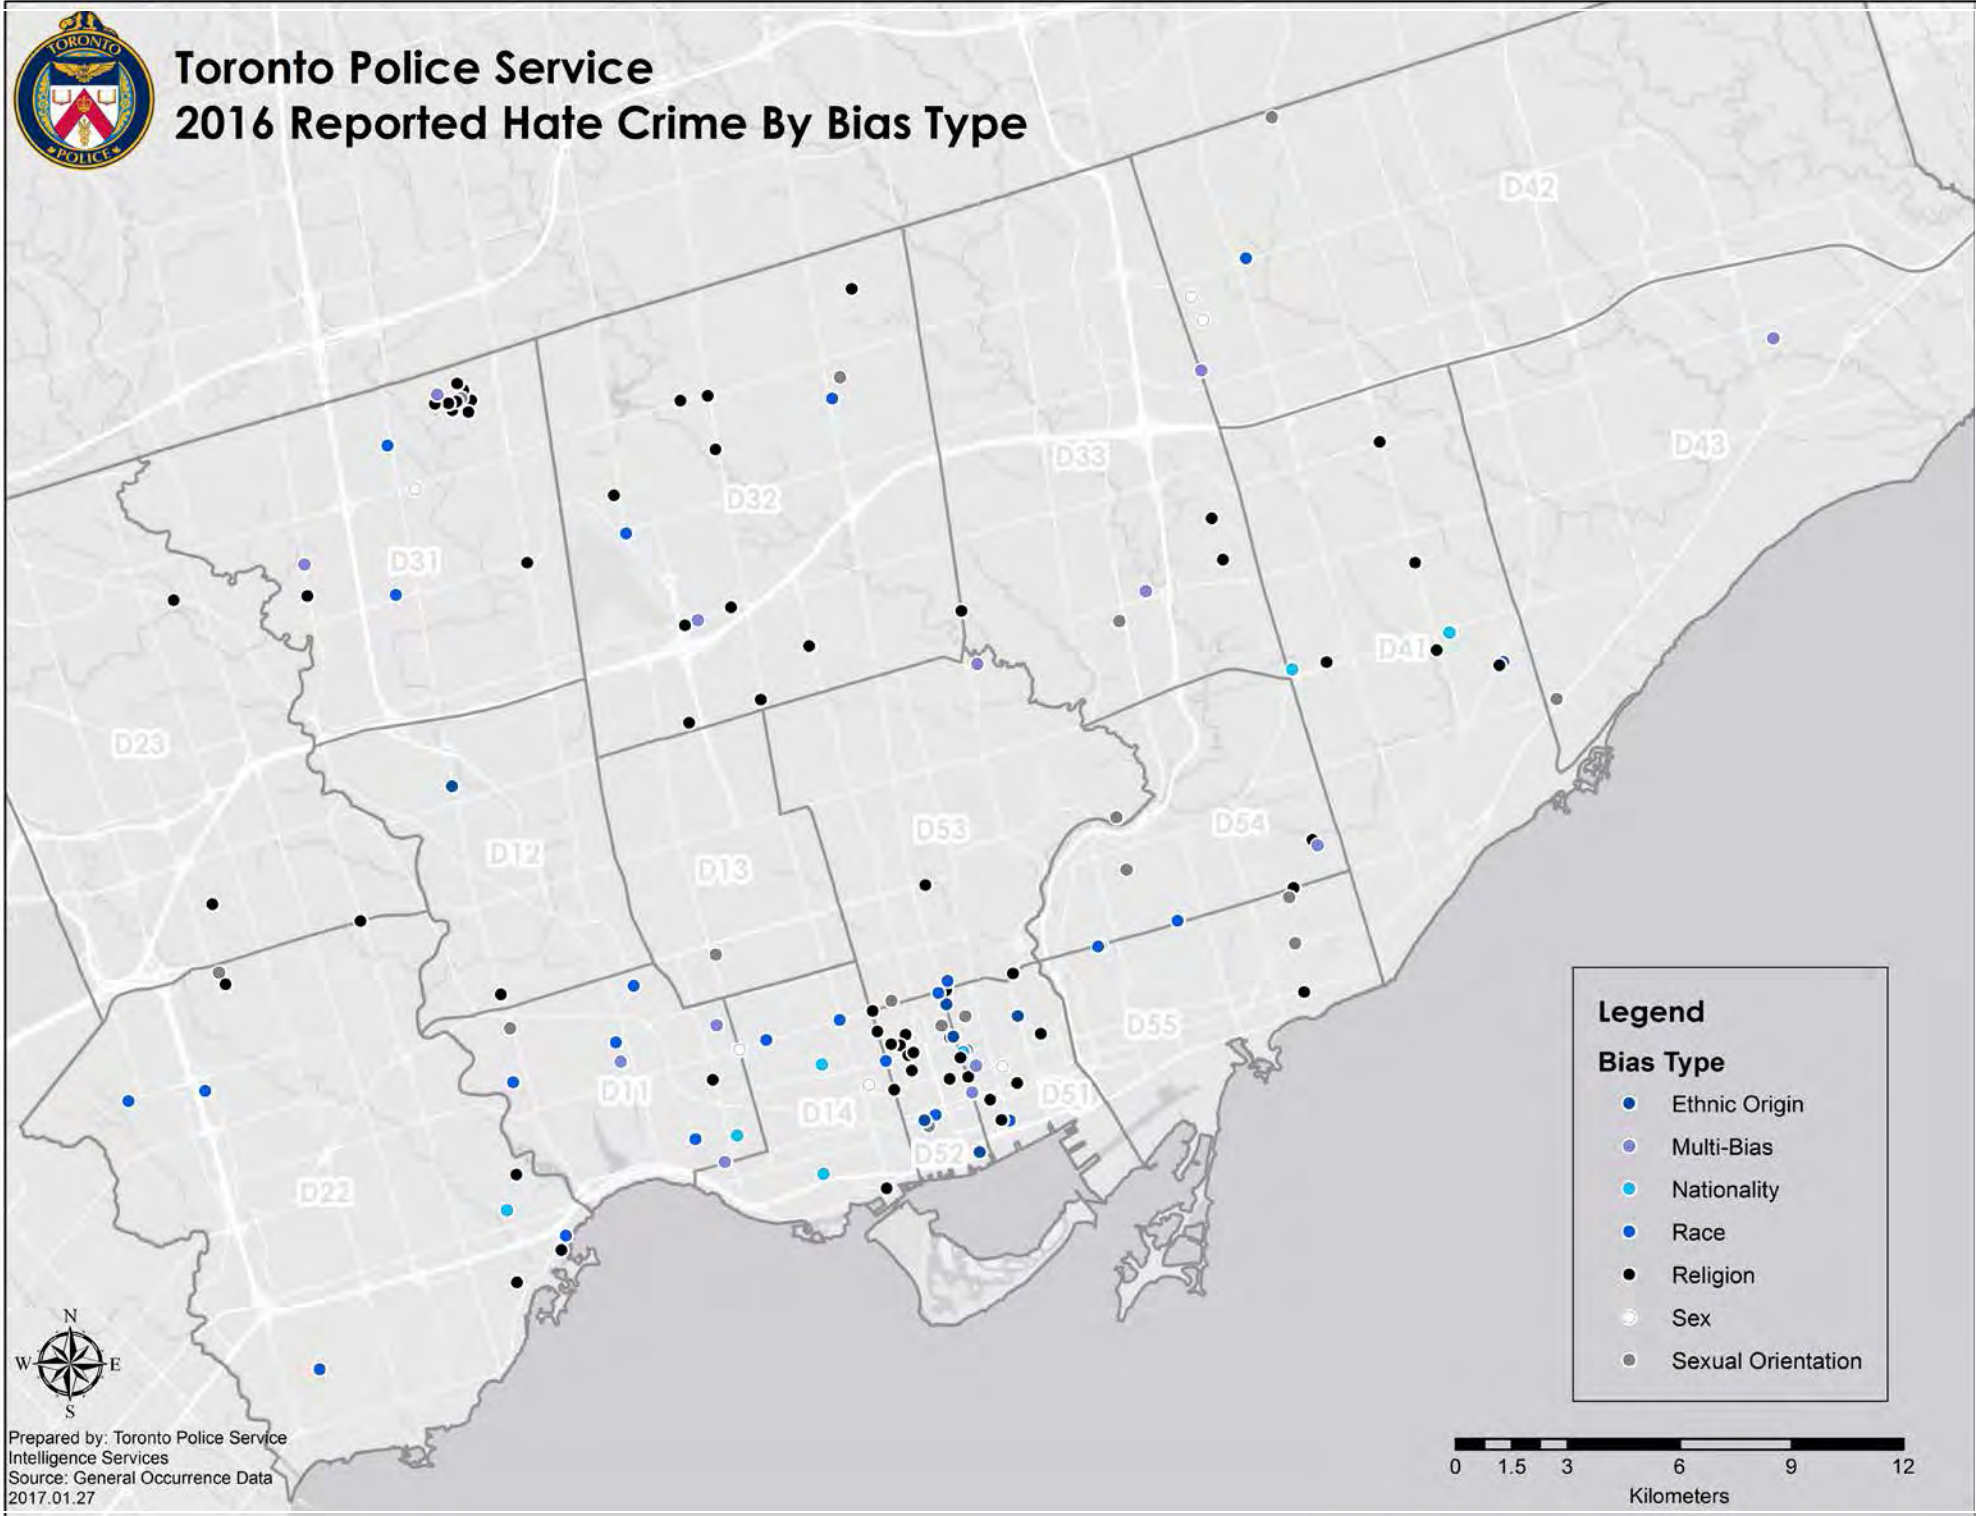 TORONTO
POLICE
Toronto Police Service
2016 Reported Hate Crime By Bias Type
D42
D43
D33
D32
D31
D41
D23
D53
D54
D12
D13
D55
D11
D14
D51
D52
D22
Legend
Bias Type
Ethnic Origin
Multi-Bias
Nationality
Race
Religion
Sex
Sexual Orientation
N
W E
S
Prepared by: Toronto Police Service
Intelligence Services
Source: General Occurrence Data
2017.01.27
0 1.5 3 6 9 12
Kilometers